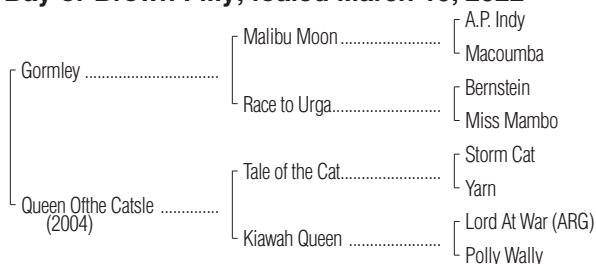 Bay or Brown Filly; foaled March 2022
A.P. Indy
Malibu Moon ........................
Macoumba
Gormley ................................
Bernstein
Race to Urga..........................
Miss Mambo
Storm Cat
Tale of the Cat........................
Yarn
Queen Ofthe Catsle ..............
(2004)
Lord At War (ARG)
Kiawah Queen ......................
Polly Wally